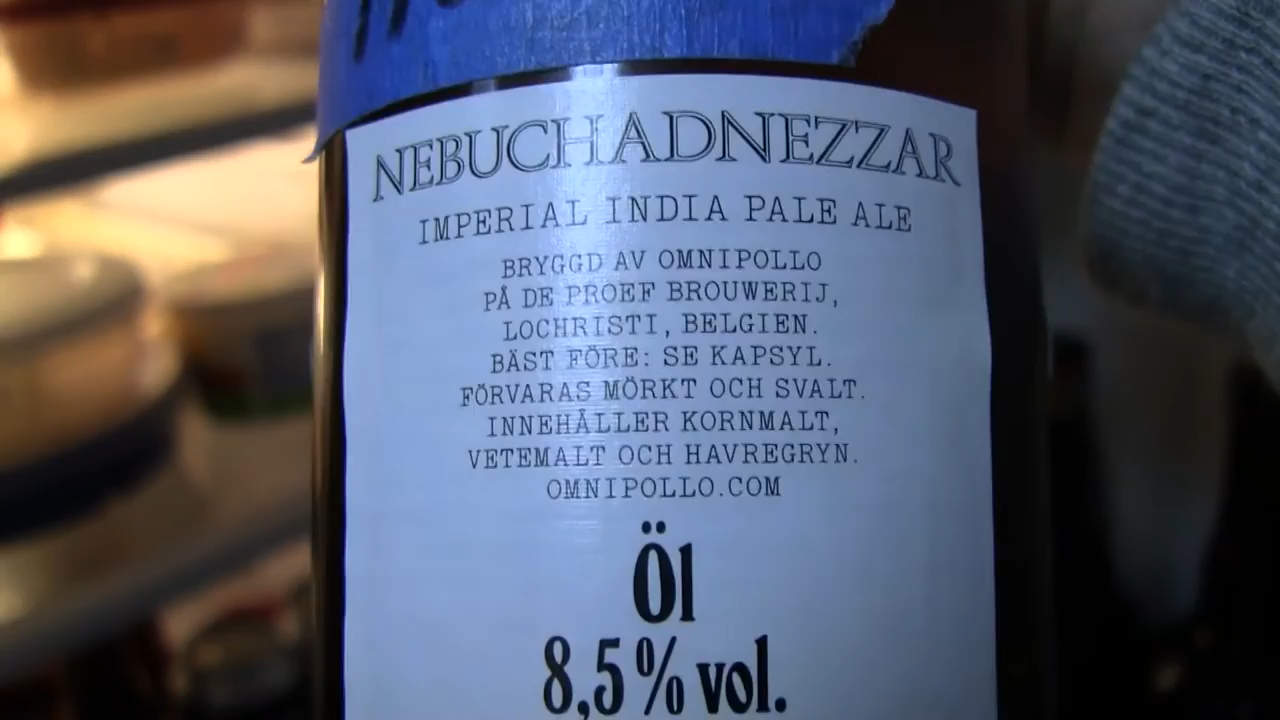 NEBUCHADNEZZAR
IMPERIAL INDIA PALE ALE
BRYGGD AV OMNIPOLLO
PÅ DE PROEF BROUWERIJ,
LOCHRISTI, BELGIEN.
BÄST FÖRE: SE KAPSYL.
FÖRVARAS MÖRKT OCH SVALT.
INNEHÅLLER KORNMALT,
VETEMALT OCH HAVREGRYN.
OMNIPOLLO.COM
Öl
8,5% vol.